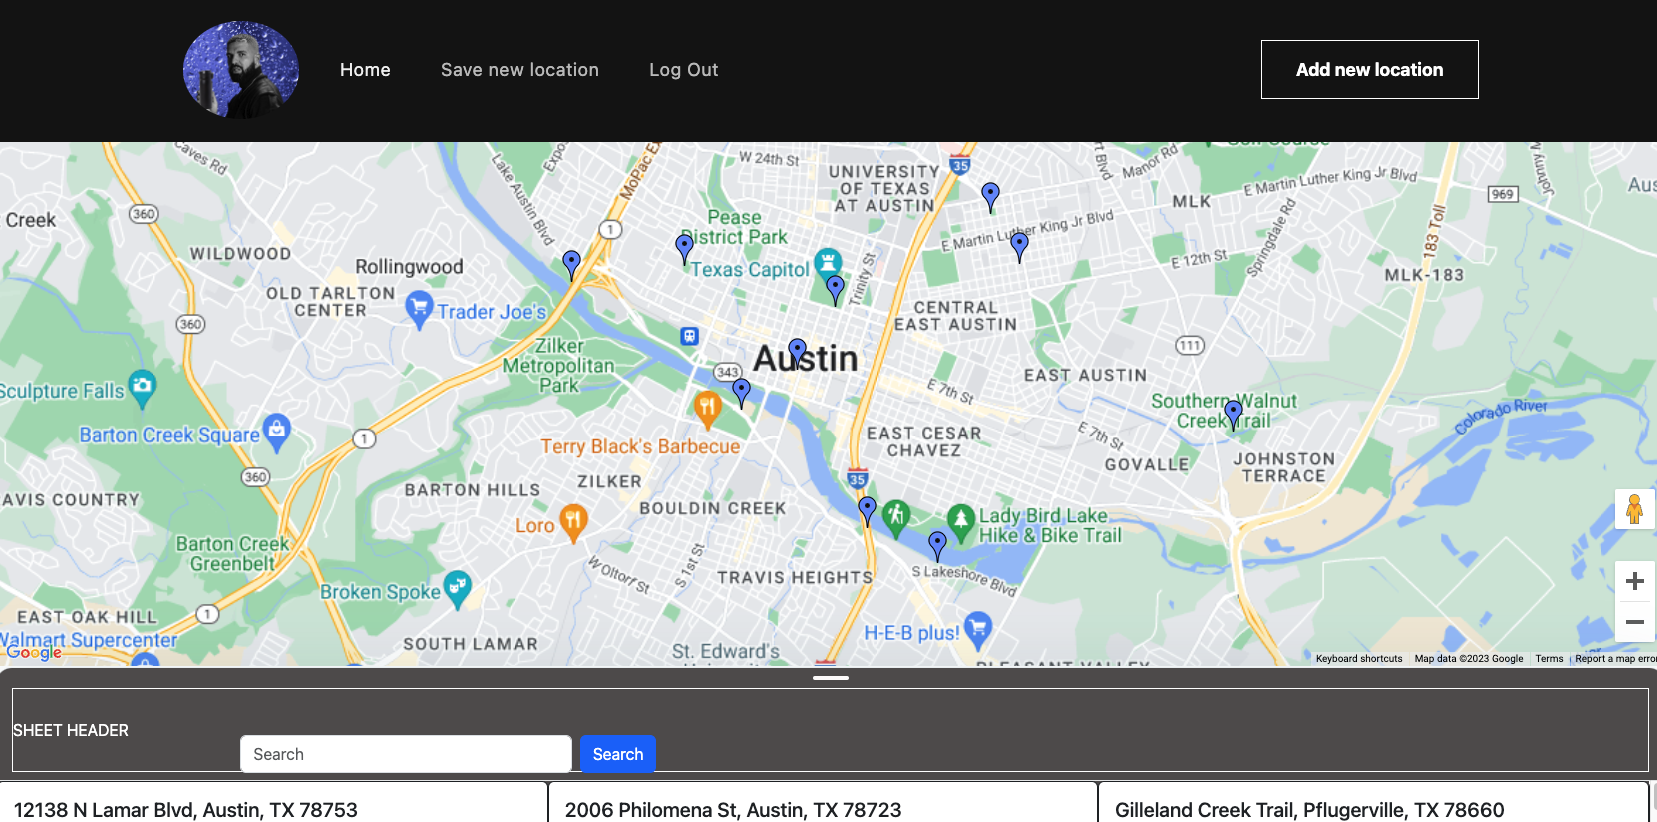 Home
Save new location
Log Out
Add new location
Caves Rd
360
Lake Austin Blvd
MoPac
W 24th St
UNIVERSITY
OF TEXAS
AT AUSTIN
35
Manor Rd
E Martin Luther King Jr Blvd
969
Johnny
Creek
WILDWOOD
1
Pease
District Park
E Martin Luther King Jr Blvd
MLK
Springdale Rd
183 Toll
Rollingwood
Texas Capitol
Trinity St
E 12th St
MLK-183
OLD TARLTON
CENTER
Trader Joe's
CENTRAL
EAST AUSTIN
360
Zilker
Metropolitan
Park
343
Austin
111
EAST AUSTIN
E 7th St
Sculpture Falls
Southern Walnut
Creek Trail
Colorado River
Barton Creek Square
1
Terry Black's Barbecue
EAST CESAR
CHAVEZ
E 7th St
GOVALLE
JOHNSTON
TERRACE
360
ZILKER
35
AVIS COUNTRY
BARTON HILLS
BOULDIN CREEK
Loro
Lady Bird Lake
Hike & Bike Trail
Barton Creek
Greenbelt
W Oltorf St
S 1st St
TRAVIS HEIGHTS
S Lakeshore Blvd
Broken Spoke
EAST OAK HILL
1
Walmart Supercenter
SOUTH LAMAR
St. Edward's
H-E-B plus!
PLEASANT VALLEY
Google
Keyboard shortcuts
Map data ©2023 Google
Terms
Report a map error
SHEET HEADER
Search
Search
12138 N Lamar Blvd, Austin, TX 78753
2006 Philomena St, Austin, TX 78723
Gilleland Creek Trail, Pflugerville, TX 78660